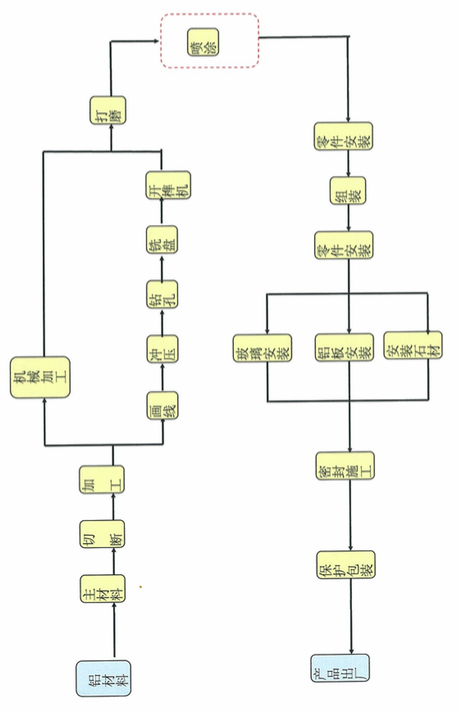 铝材料
主材料
切断
加工
机械加工
画线
冲压
钻孔
铣盘
开榫机
打磨
喷涂
零件安装
组装
零件安装
玻璃安装
铝板安装
安装石材
密封施工
保护包装
产品出厂